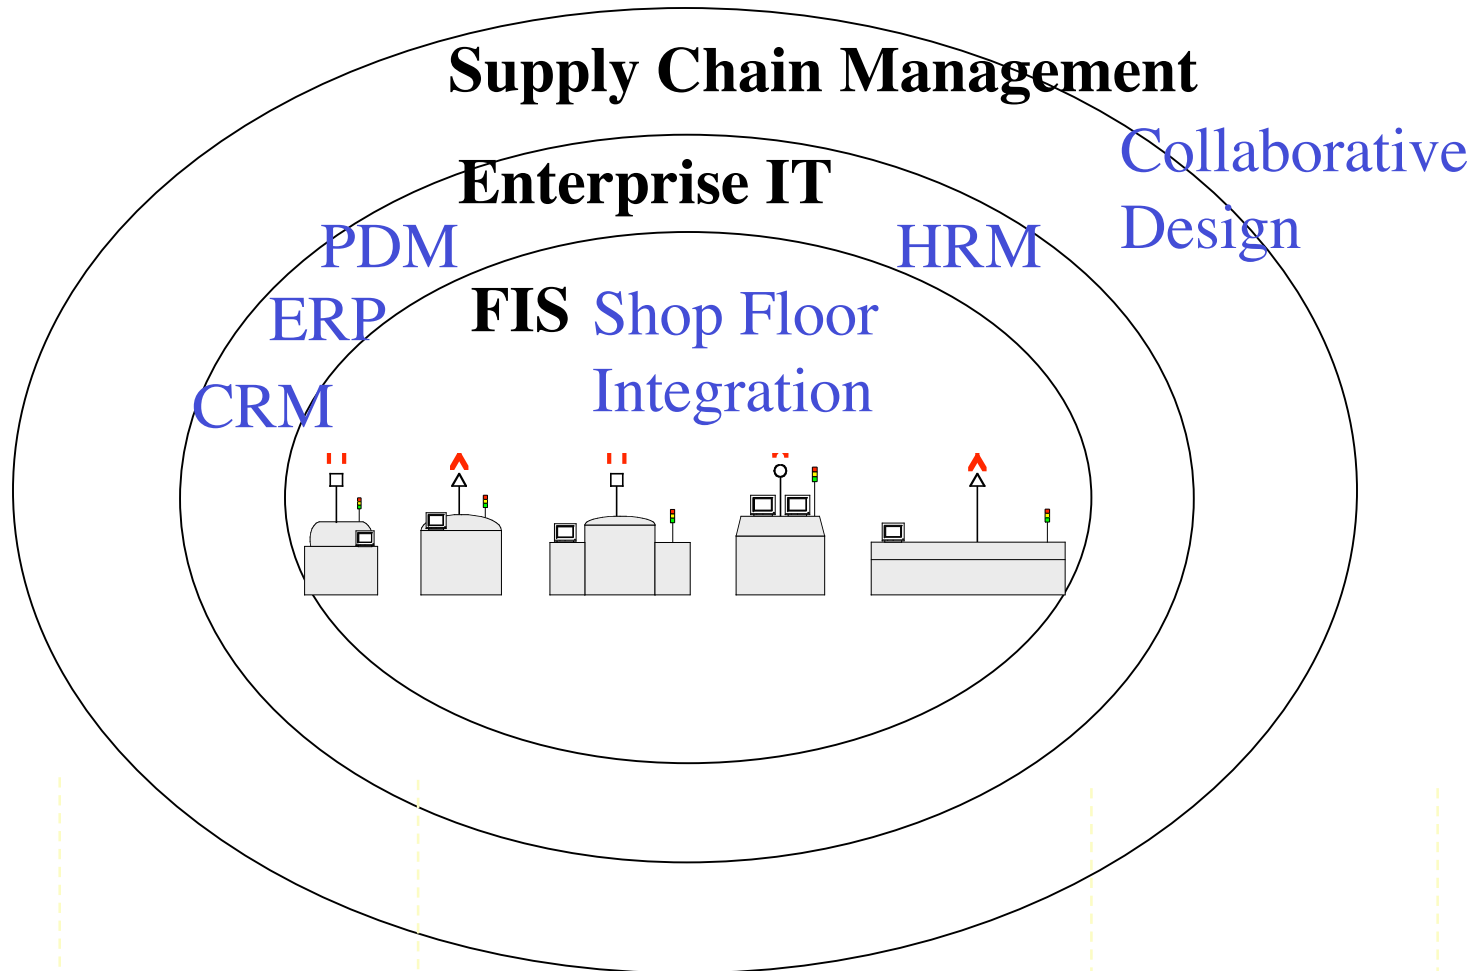 Supply Chain Management
Collaborative
Design
Enterprise IT
PDM
HRM
ERP
FIS
Shop Floor
Integration
CRM